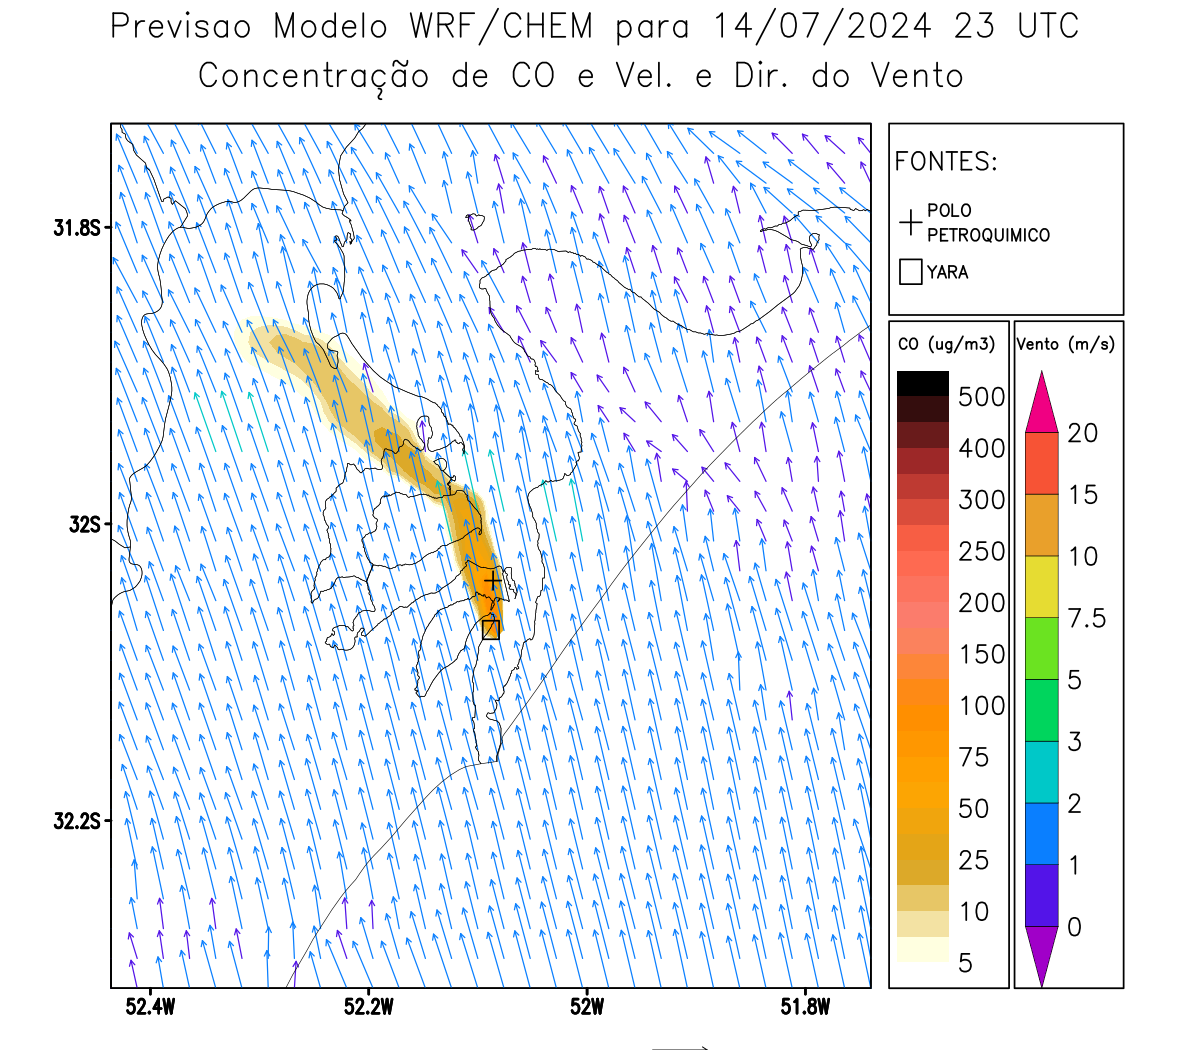 Previsao Modelo WRF/CHEM para 14/07/2024 23 UTC
Concentração de CO e Vel. e Dir. do Vento
FONTES:
POLO
PETROQUIMICO
YARA
CO (ug/m3)
500
400
300
250
200
150
100
75
50
25
10
5
Vento (m/s)
20
15
10
7.5
5
3
2
1
0
31.8S
32S
32.2S
52.4W
52.2W
52W
51.8W